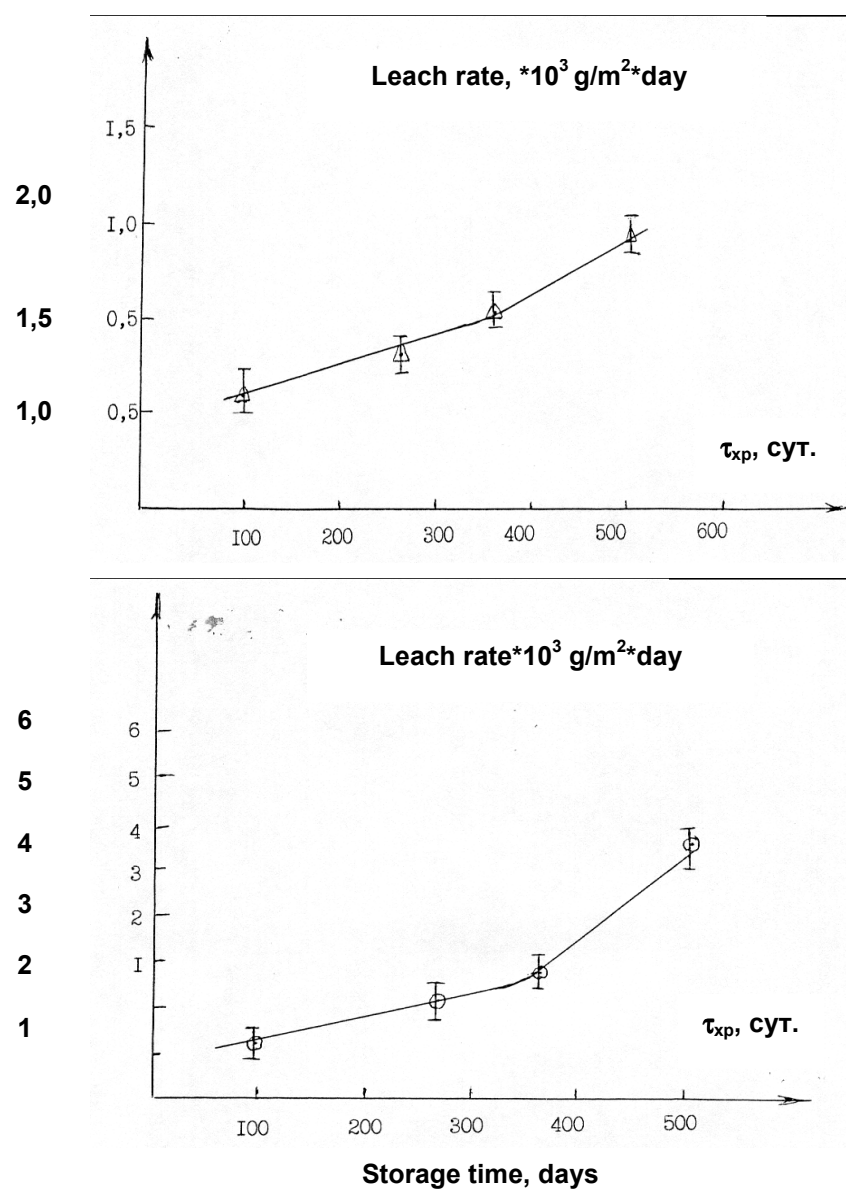 Leach rate, *10³ g/m²*day
I,5
2,0
I,0
1,5 0,5
1,0 0,5
τхр, сут.
I00 200 300 400 500 600
Leach rate*10³ g/m²*day
6 6
5 5
4 4
3
3 2
2 I
1
τхр, сут.
I00 200 300 400 500
Storage time, days